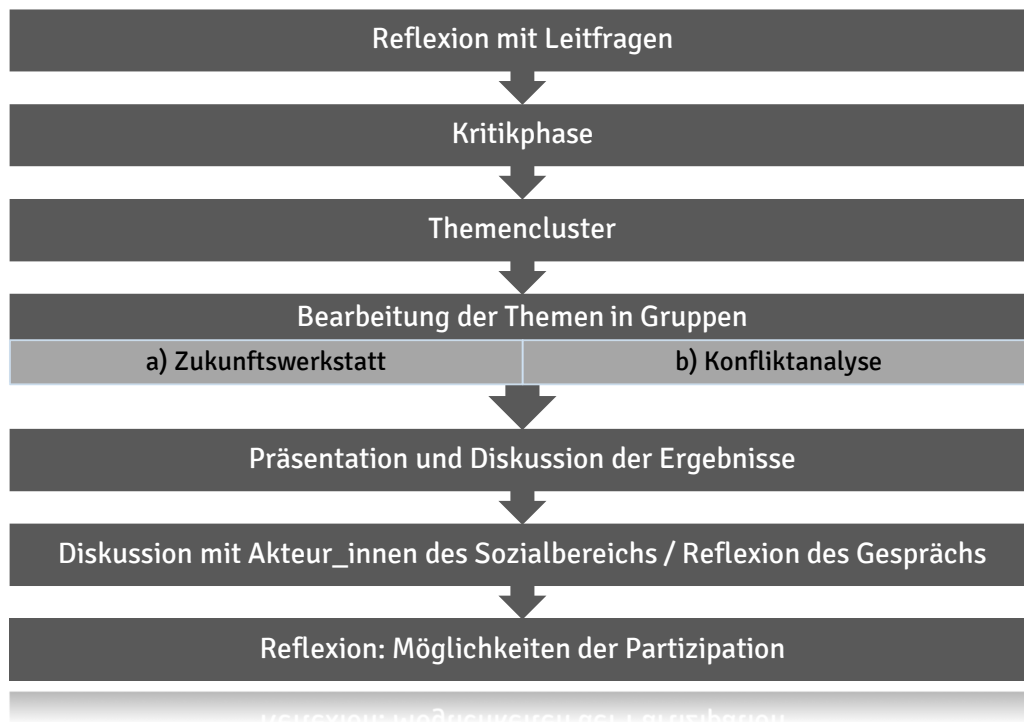 Reflexion mit Leitfragen
Kritikphase
Themencluster
Bearbeitung der Themen in Gruppen
a) Zukunftswerkstatt
b) Konfliktanalyse
Präsentation und Diskussion der Ergebnisse
Diskussion mit Akteur_innen des Sozialbereichs / Reflexion des Gesprächs
Reflexion: Möglichkeiten der Partizipation